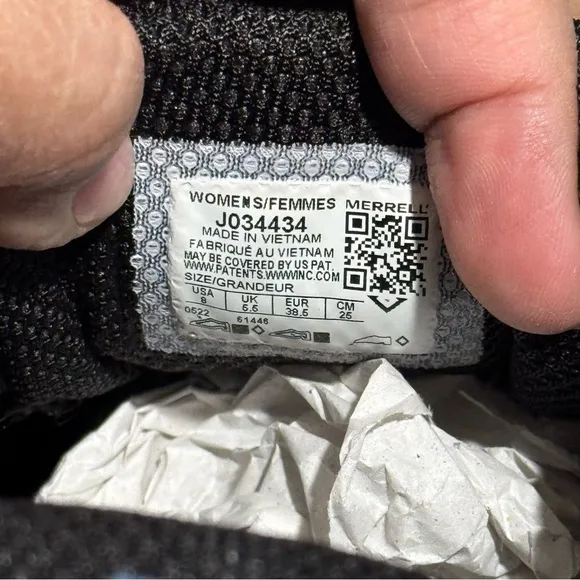 WOMENS/FEMMES MERRELL
J034434
MADE IN VIETNAM
FABRIQUÉ AU VIETNAM
MAY BE COVERED BY US PAT.
WWW.PATENTS.WWWINC.COM
SIZE/GRANDEUR
USA UK EUR CM
8 5.5 38.5 25
0522 61446